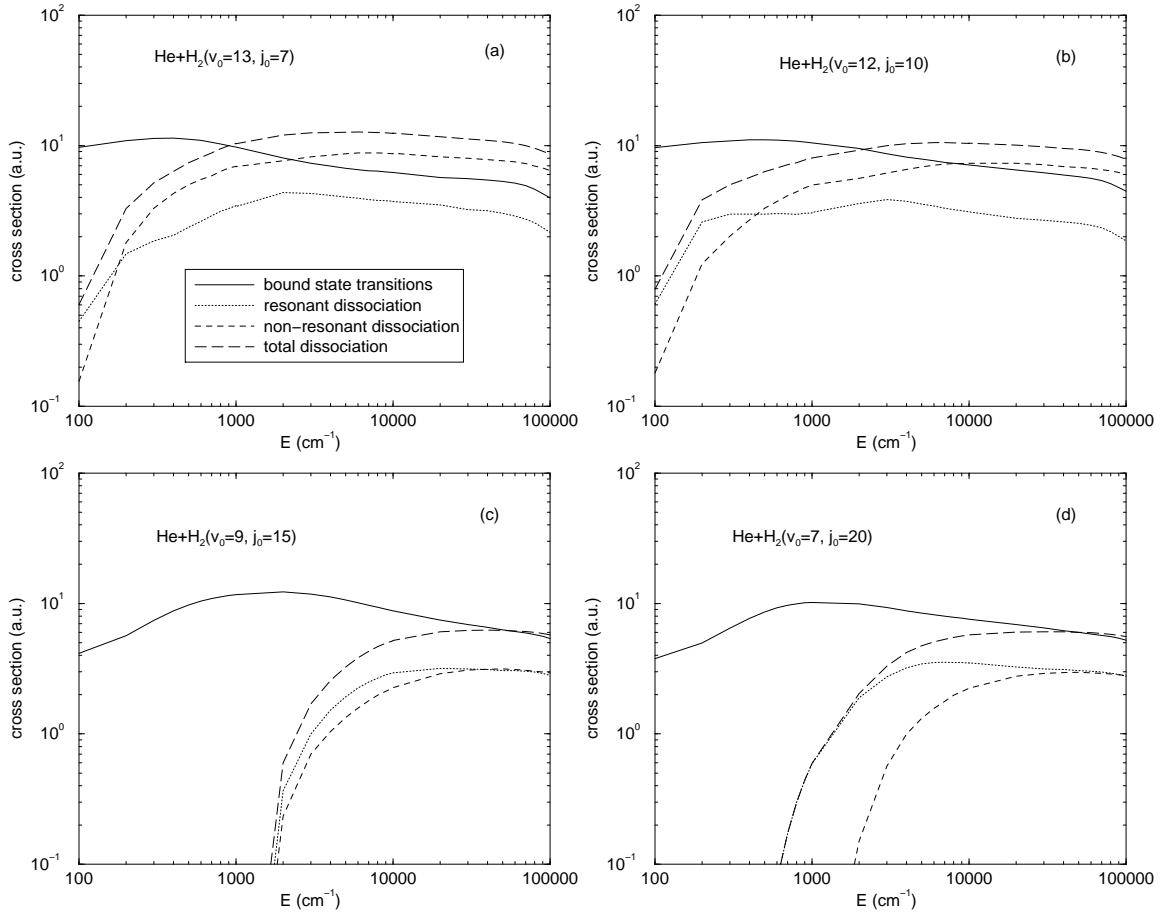 (a)
He+H₂(v₀=13, j₀=7)
10²
10¹
10⁰
10⁻¹
cross section (a.u.)
bound state transitions
resonant dissociation
non−resonant dissociation
total dissociation
100 1000 10000 100000
E (cm⁻¹)
(b)
He+H₂(v₀=12, j₀=10)
10²
10¹
10⁰
10⁻¹
cross section (a.u.)
100 1000 10000 100000
E (cm⁻¹)
(c)
He+H₂(v₀=9, j₀=15)
10²
10¹
10⁰
10⁻¹
cross section (a.u.)
100 1000 10000 100000
E (cm⁻¹)
(d)
He+H₂(v₀=7, j₀=20)
10²
10¹
10⁰
10⁻¹
cross section (a.u.)
100 1000 10000 100000
E (cm⁻¹)